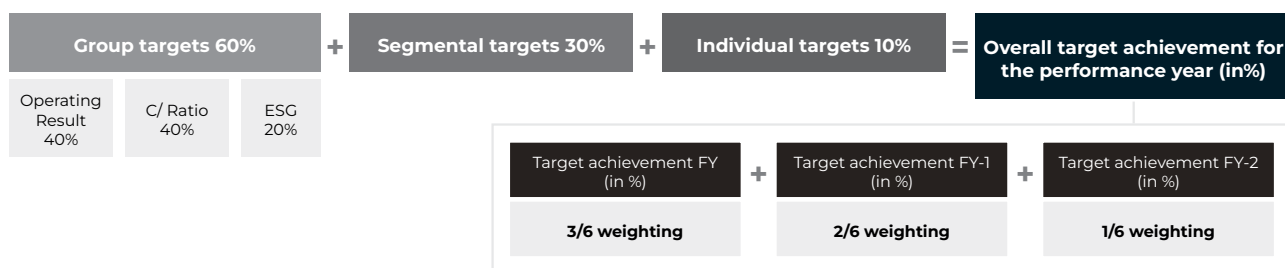 Group targets 60%
+
Segmental targets 30%
+
Individual targets 10%
=
Overall target achievement for
the performance year (in%)
Operating
Result
40%
C/ Ratio
40%
ESG
20%
Target achievement FY
(in %)
+
Target achievement FY-1
(in %)
+
Target achievement FY-2
(in %)
3/6 weighting
2/6 weighting
1/6 weighting